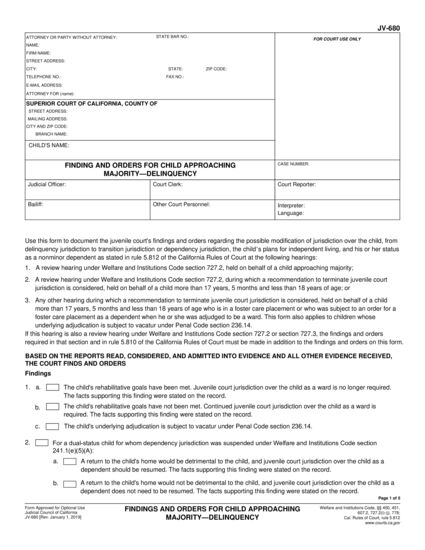 JV-680
ATTORNEY OR PARTY WITHOUT ATTORNEY: STATE BAR NO.:
FOR COURT USE ONLY
NAME:
FIRM NAME:
STREET ADDRESS:
CITY: STATE: ZIP CODE:
TELEPHONE NO.: FAX NO.:
E-MAIL ADDRESS:
ATTORNEY FOR (name):
SUPERIOR COURT OF CALIFORNIA, COUNTY OF
STREET ADDRESS:
MAILING ADDRESS:
CITY AND ZIP CODE:
BRANCH NAME:
CHILD'S NAME:
FINDING AND ORDERS FOR CHILD APPROACHING
MAJORITY—DELINQUENCY
CASE NUMBER:
Judicial Officer: Court Clerk: Court Reporter:
Bailiff: Other Court Personnel: Interpreter:
Language:
Use this form to document the juvenile court's findings and orders regarding the possible modification of jurisdiction over the child, from
delinquency jurisdiction to transition jurisdiction or dependency jurisdiction, the child's plans for independent living, and his or her status
as a nonminor dependent as stated in rule 5.812 of the California Rules of Court at the following hearings:
1. A review hearing under Welfare and Institutions Code section 727.2, held on behalf of a child approaching majority;
2. A review hearing under Welfare and Institutions Code section 727.2, during which a recommendation to terminate juvenile court
jurisdiction is considered, held on behalf of a child more than 17 years, 5 months and less than 18 years of age; or
3. Any other hearing during which a recommendation to terminate juvenile court jurisdiction is considered, held on behalf of a child
more than 17 years, 5 months and less than 18 years of age who is in a foster care placement or who was subject to an order for a
foster care placement as a dependent when he or she was adjudged to be a ward. This form also applies to children whose
underlying adjudication is subject to vacatur under Penal Code section 236.14.
If this hearing is also a review hearing under Welfare and Institutions Code section 727.2 or section 727.3, the findings and orders
required in that section and in rule 5.810 of the California Rules of Court must be made in addition to the findings and orders on this form.
BASED ON THE REPORTS READ, CONSIDERED, AND ADMITTED INTO EVIDENCE AND ALL OTHER EVIDENCE RECEIVED,
THE COURT FINDS AND ORDERS
Findings
1. a. The child's rehabilitative goals have been met. Juvenile court jurisdiction over the child as a ward is no longer required.
The facts supporting this finding were stated on the record.
b. The child's rehabilitative goals have not been met. Continued juvenile court jurisdiction over the child as a ward is
required. The facts supporting this finding were stated on the record.
c. The child's underlying adjudication is subject to vacatur under Penal Code section 236.14.
2. For a dual-status child for whom dependency jurisdiction was suspended under Welfare and Institutions Code section
241.1(e)(5)(A):
a. A return to the child's home would be detrimental to the child, and juvenile court jurisdiction over the child as a
dependent should be resumed. The facts supporting this finding were stated on the record.
b. A return to the child's home would not be detrimental to the child, and juvenile court jurisdiction over the child as a
dependent does not need to be resumed. The facts supporting this finding were stated on the record.
Page 1 of 5
Form Approved for Optional Use
Judicial Council of California
JV-680 [Rev. January 1, 2019]
FINDINGS AND ORDERS FOR CHILD APPROACHING
MAJORITY—DELINQUENCY
Welfare and Institutions Code, §§ 450, 451,
607.2, 727.2(i)-(j), 778;
Cal. Rules of Court, rule 5.812
www.courts.ca.gov